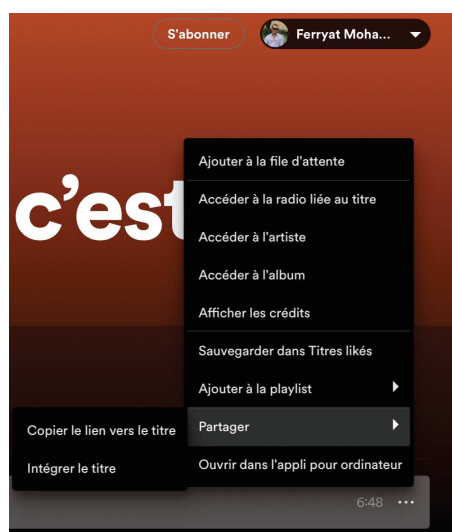 S'abonner
Ferryat Moha...
c'est
Ajouter à la file d'attente
Accéder à la radio liée au titre
Accéder à l'artiste
Accéder à l'album
Afficher les crédits
Sauvegarder dans Titres likés
Ajouter à la playlist
Partager
Copier le lien vers le titre
Intégrer le titre
Ouvrir dans l'appli pour ordinateur
6:48 ...